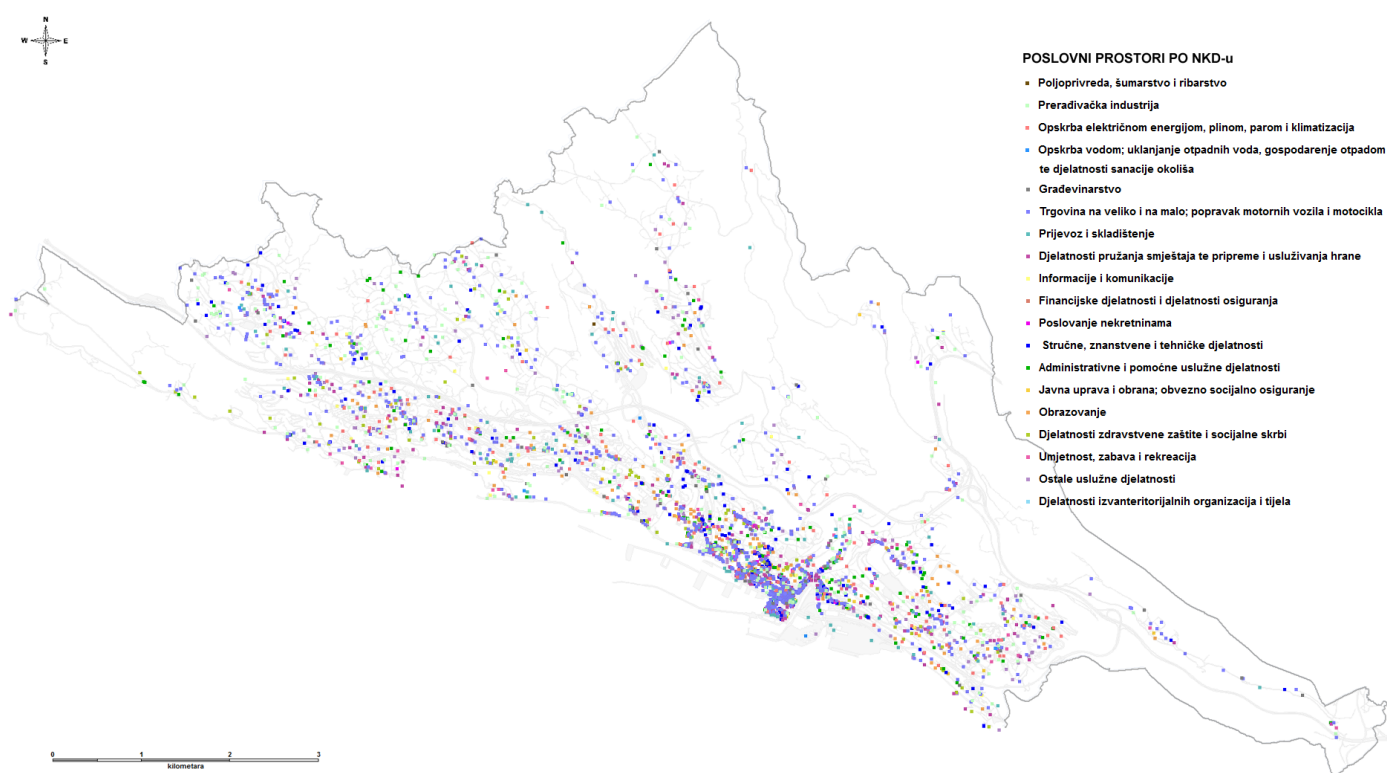 N
W E
S
POSLOVNI PROSTORI PO NKD-u
Poljoprivreda, šumarstvo i ribarstvo
Prerađivačka industrija
Opskrba električnom energijom, plinom, parom i klimatizacija
Opskrba vodom; uklanjanje otpadnih voda, gospodarenje otpadom
te djelatnosti sanacije okoliša
Građevinarstvo
Trgovina na veliko i na malo; popravak motornih vozila i motocikla
Prijevoz i skladištenje
Djelatnosti pružanja smještaja te pripreme i usluživanja hrane
Informacije i komunikacije
Financijske djelatnosti i djelatnosti osiguranja
Poslovanje nekretninama
Stručne, znanstvene i tehničke djelatnosti
Administrativne i pomoćne uslužne djelatnosti
Javna uprava i obrana; obvezno socijalno osiguranje
Obrazovanje
Djelatnosti zdravstvene zaštite i socijalne skrbi
Umjetnost, zabava i rekreacija
Ostale uslužne djelatnosti
Djelatnosti izvanteritorijalnih organizacija i tijela
0 1 2 3
kilometara